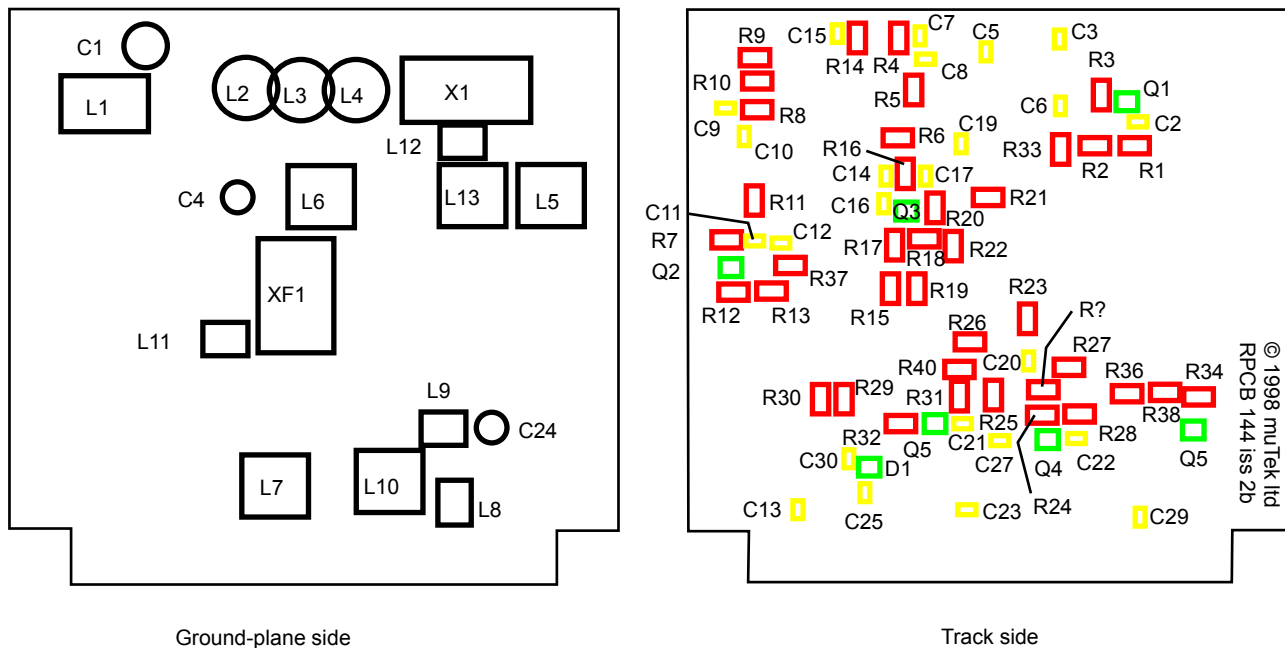 C1
L1
L2
L3
L4
X1
L12
C4
L6
L13
L5
XF1
L11
L9
C24
L7
L10
L8
Ground-plane side
C15
C7
C5
C3
R9
R14
R4
C8
R3
Q1
R10
R5
C6
C9
R8
C2
C10
R6
C19
R33
R2
R1
R16
C14
C17
R11
R21
C16
Q3
R20
C11
R7
C12
R17
R18
R22
Q2
R37
R12
R13
R15
R19
R23
R?
R26
C20
R27
R40
R36
R34
R30
R29
R31
R25
R38
R32
Q5
C21
R28
C30
D1
C27
Q4
C22
Q5
R24
C13
C25
C23
C29
© 1998 muTek ltd
RPCB 144 iss 2b
Track side